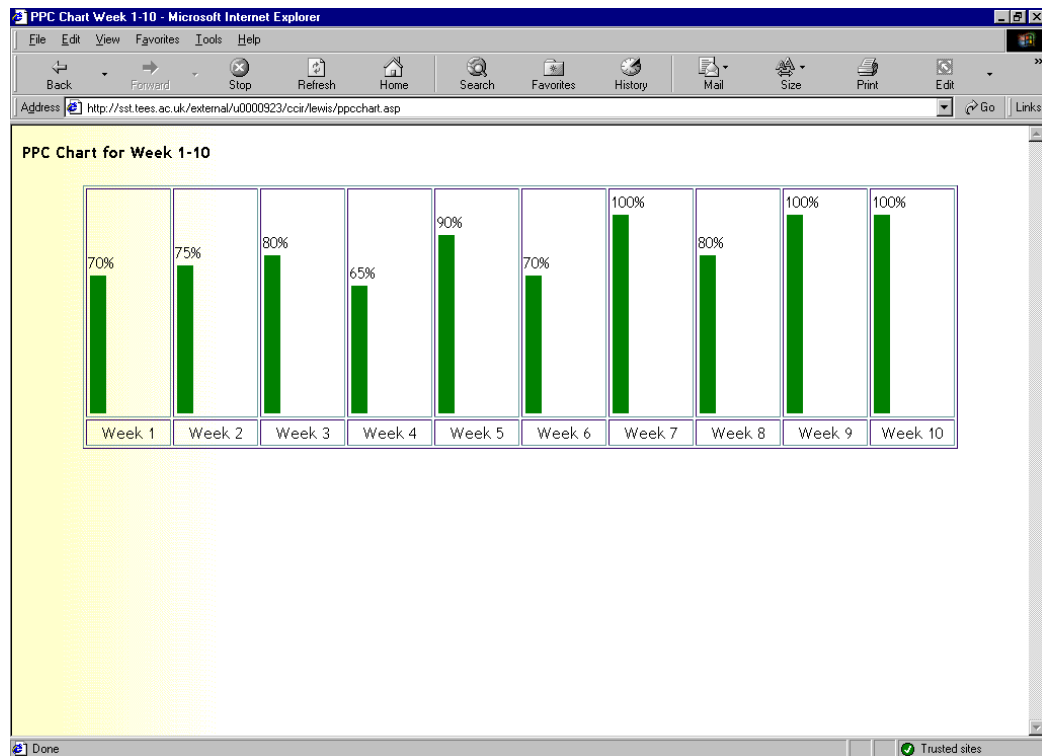 PPC Chart Week 1-10 - Microsoft Internet Explorer
File Edit View Favorites Tools Help
Back Forward Stop Refresh Home Search Favorites History Mail Size Print Edit »
Address http://sst.tees.ac.uk/external/u0000923/ccir/lewis/ppcchart.asp Go Links
PPC Chart for Week 1-10
70% 75% 80% 65% 90% 70% 100% 80% 100% 100%
Week 1 Week 2 Week 3 Week 4 Week 5 Week 6 Week 7 Week 8 Week 9 Week 10
Done Trusted sites